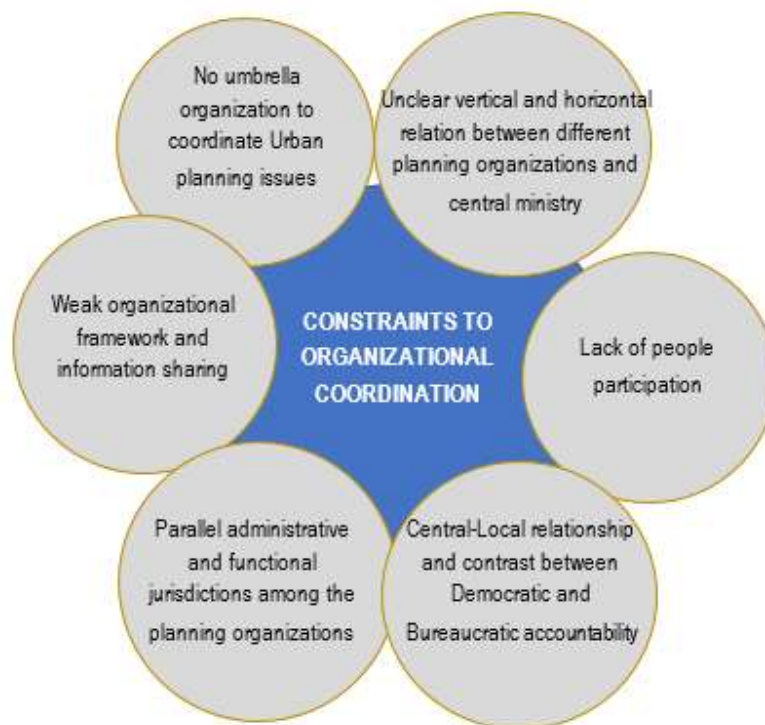 No umbrella
organization to
coordinate Urban
planning issues
Unclear vertical and horizontal
relation between different
planning organizations and
central ministry
Weak organizational
framework and
information sharing
CONSTRAINTS TO
ORGANIZATIONAL
COORDINATION
Lack of people
participation
Parallel administrative
and functional
jurisdictions among the
planning organizations
Central-Local relationship
and contrast between
Democratic and
Bureaucratic accountability